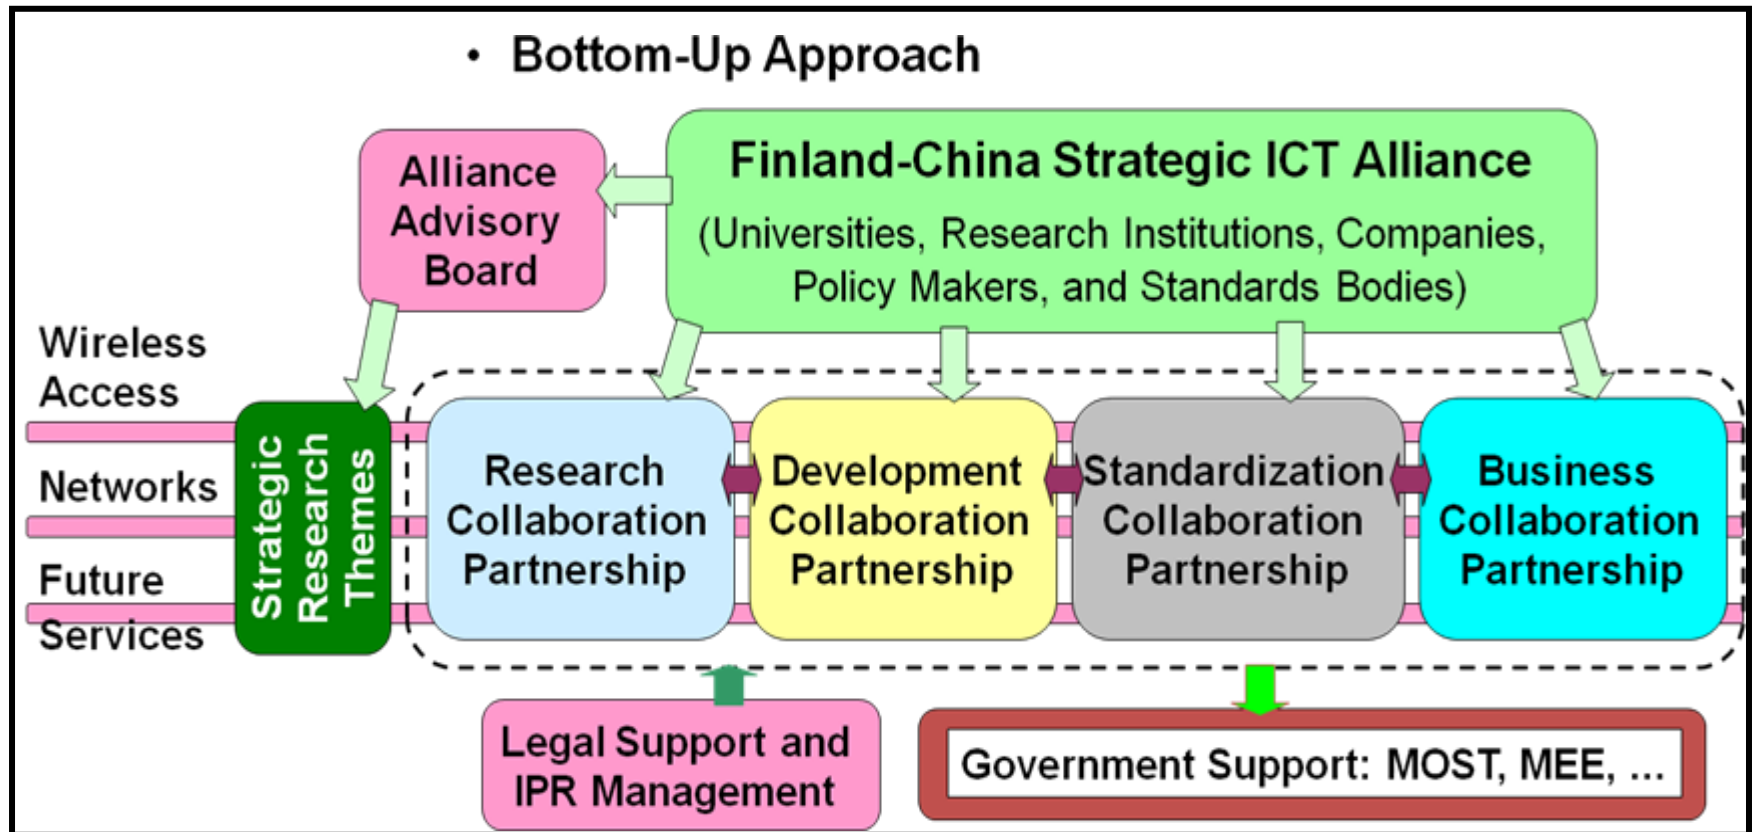 • Bottom-Up Approach
Alliance
Advisory
Board
Finland-China Strategic ICT Alliance
(Universities, Research Institutions, Companies,
Policy Makers, and Standards Bodies)
Wireless
Access
Networks
Future
Services
Strategic
Research
Themes
Research
Collaboration
Partnership
Development
Collaboration
Partnership
Standardization
Collaboration
Partnership
Business
Collaboration
Partnership
Legal Support and
IPR Management
Government Support: MOST, MEE, ...